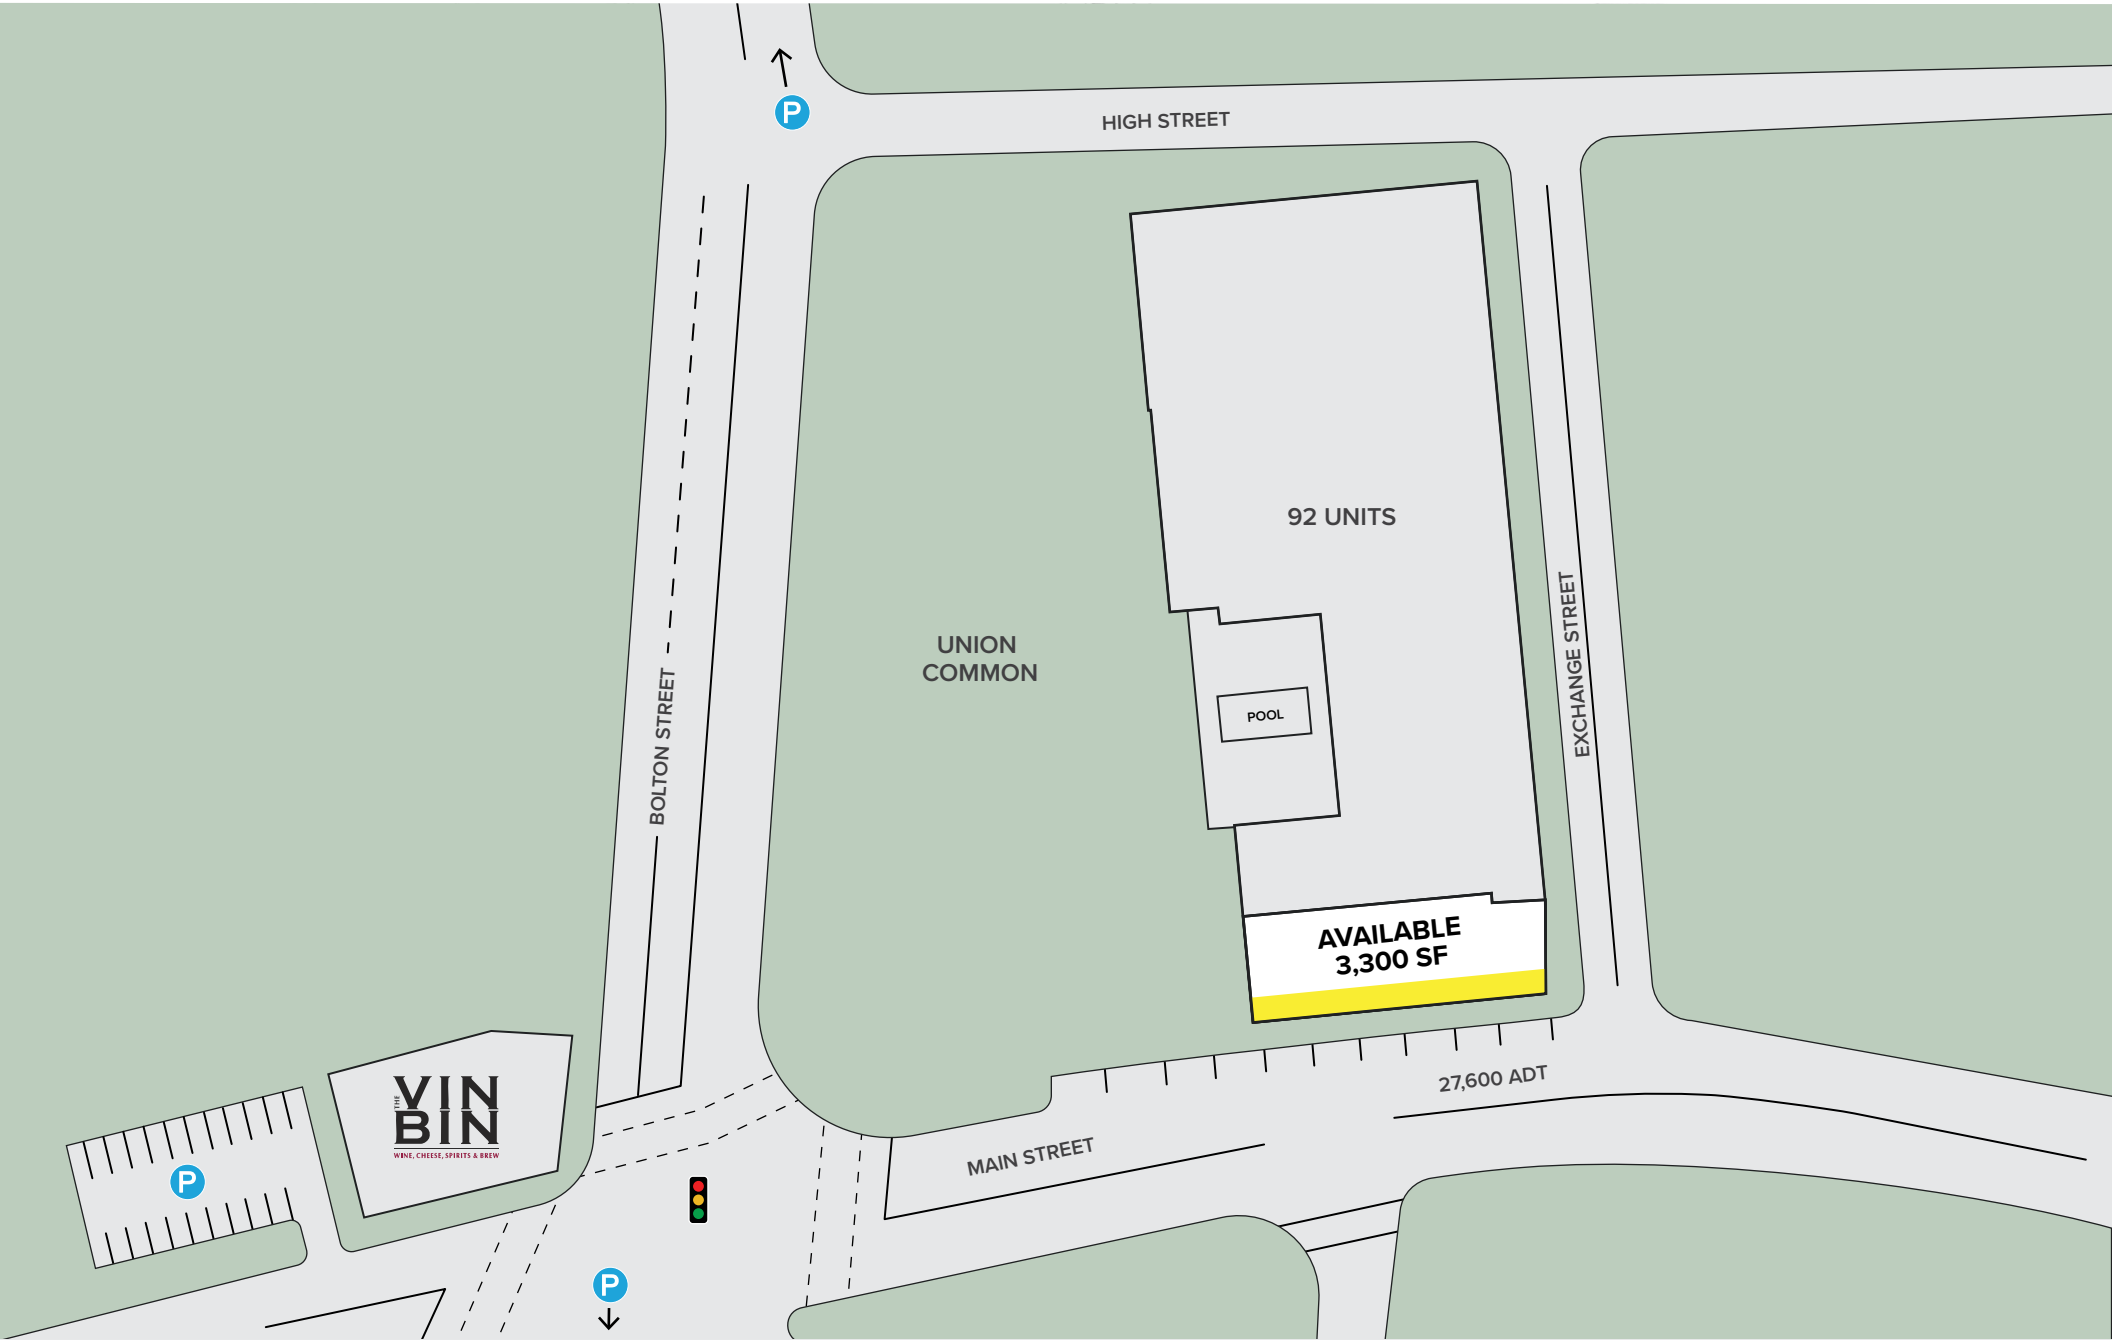 P
HIGH STREET
92 UNITS
UNION
COMMON
EXCHANGE STREET
BOLTON STREET
POOL
AVAILABLE
3,300 SF
27,600 ADT
THE
VIN
BIN
WINE, CHEESE, SPIRITS & BREW
MAIN STREET
P
P